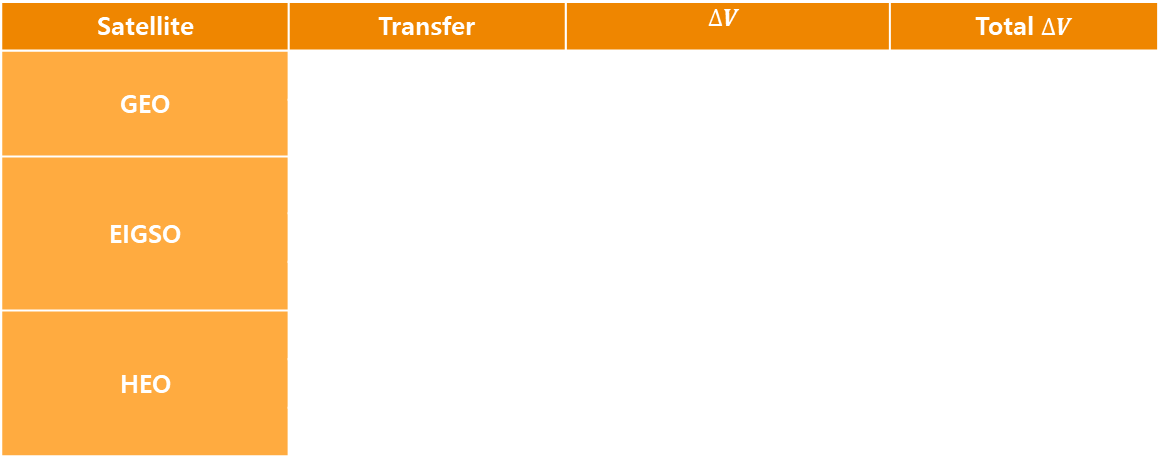 Satellite Transfer ΔV Total ΔV
GEO
EIGSO
HEO